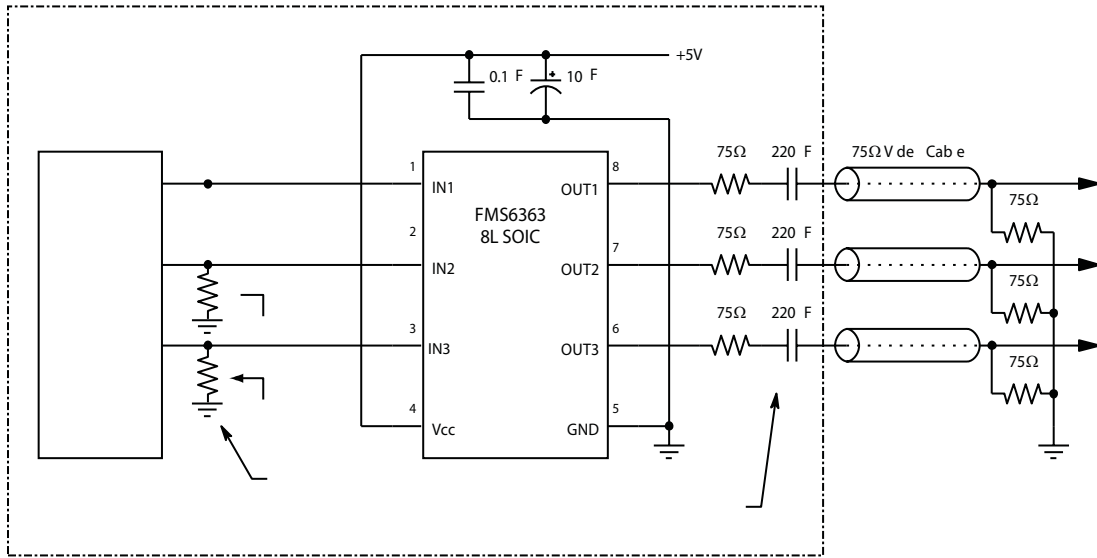 +5V
0.1 F
10 F
75Ω
220 F
75Ω V de Cab e
1
IN1
8
OUT1
FMS6363
8L SOIC
75Ω
2
IN2
7
OUT2
75Ω
220 F
75Ω
3
IN3
6
OUT3
75Ω
220 F
75Ω
4
Vcc
5
GND